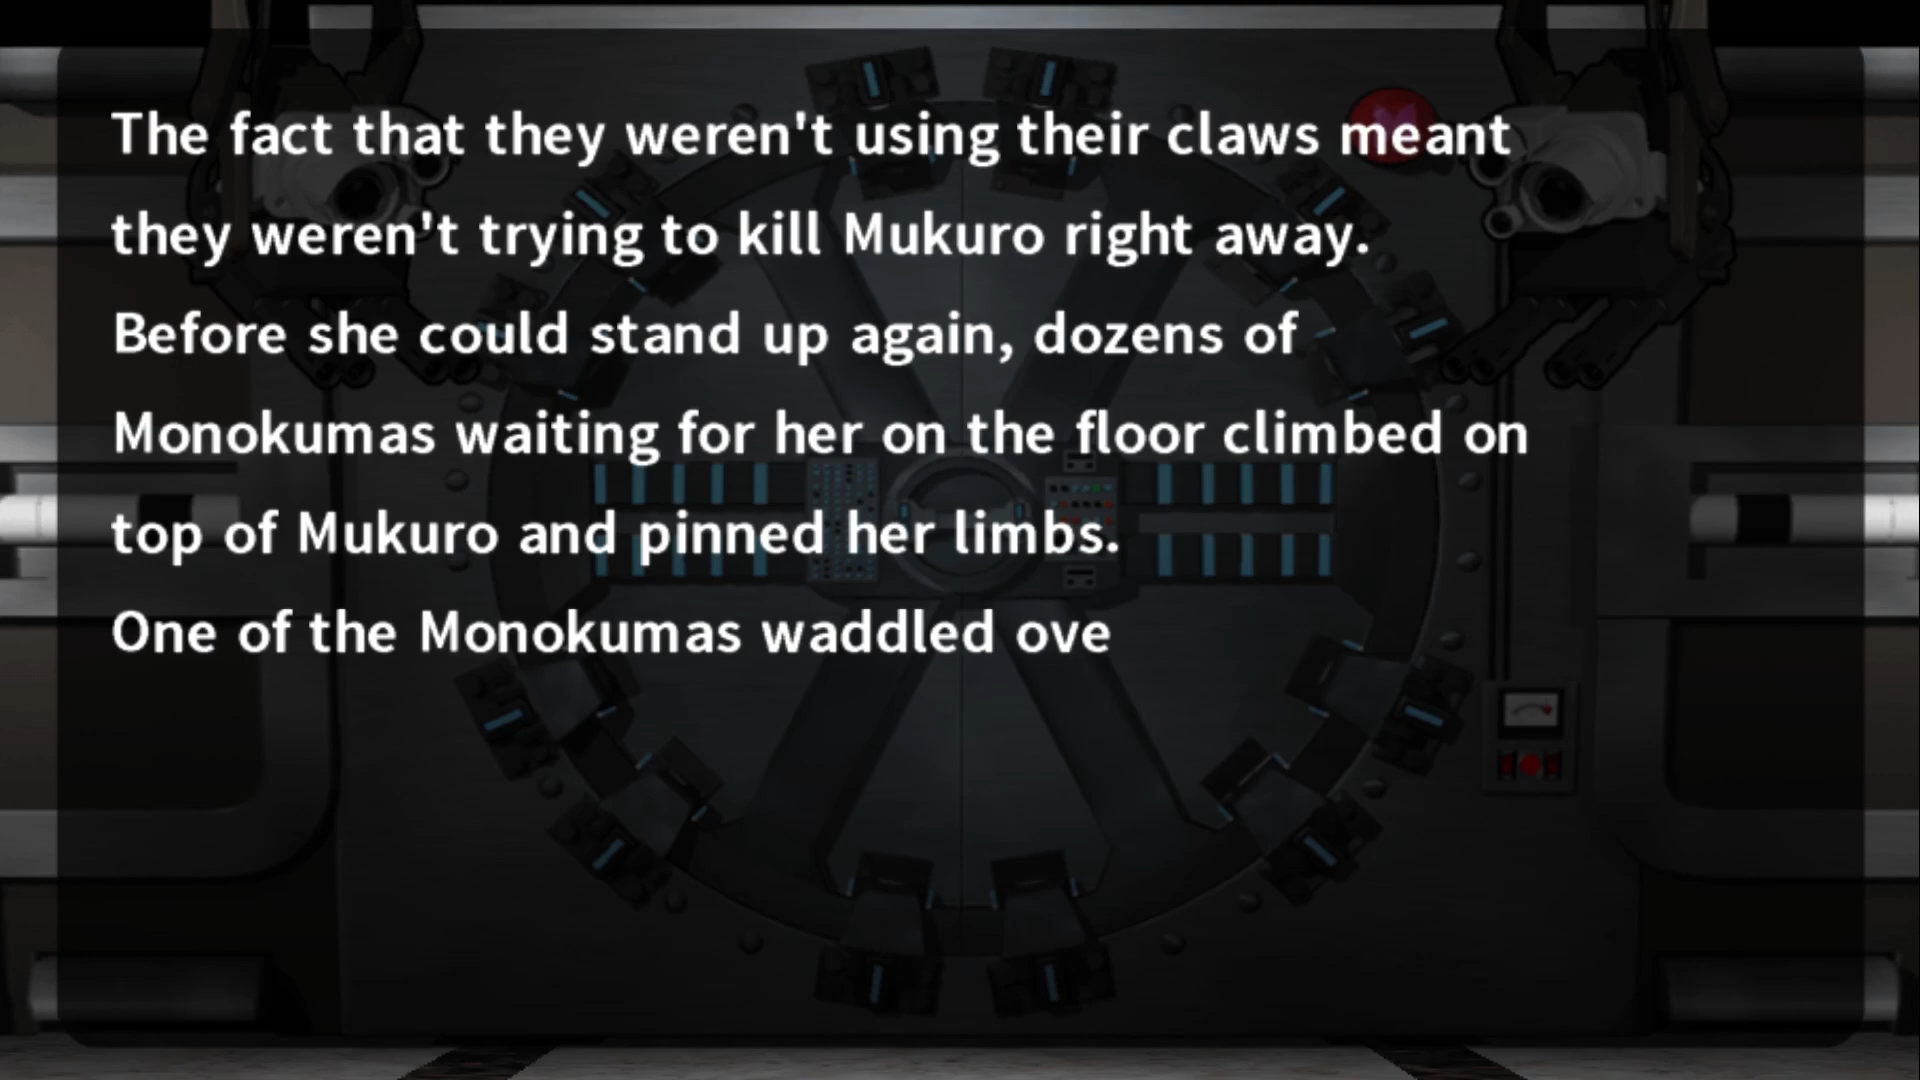 The fact that they weren't using their claws meant
they weren't trying to kill Mukuro right away.
Before she could stand up again, dozens of
Monokumas waiting for her on the floor climbed on
top of Mukuro and pinned her limbs.
One of the Monokumas waddled ove